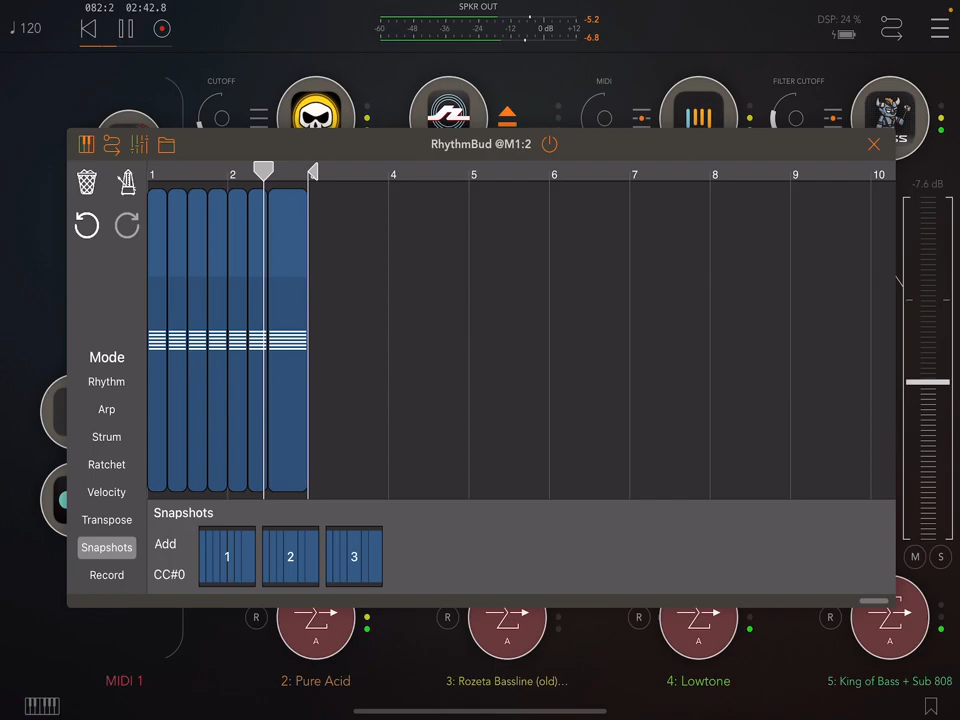 SPKR OUT
082:2 02:42.8
♩120
-60 -48 -36 -24 -12 0 dB +12
-5.2
-6.8
DSP: 24 %
CUTOFF
MIDI
FILTER CUTOFF
RhythmBud @M1:2
1 2 4 5 6 7 8 9 10
-7.6 dB
Mode
Rhythm
Arp
Strum
Ratchet
Velocity
Transpose
Snapshots
Record
Snapshots
Add
CC#0
1 2 3
M S
R A R A R A R A
MIDI 1
2: Pure Acid
3: Rozeta Bassline (old)...
4: Lowtone
5: King of Bass + Sub 808